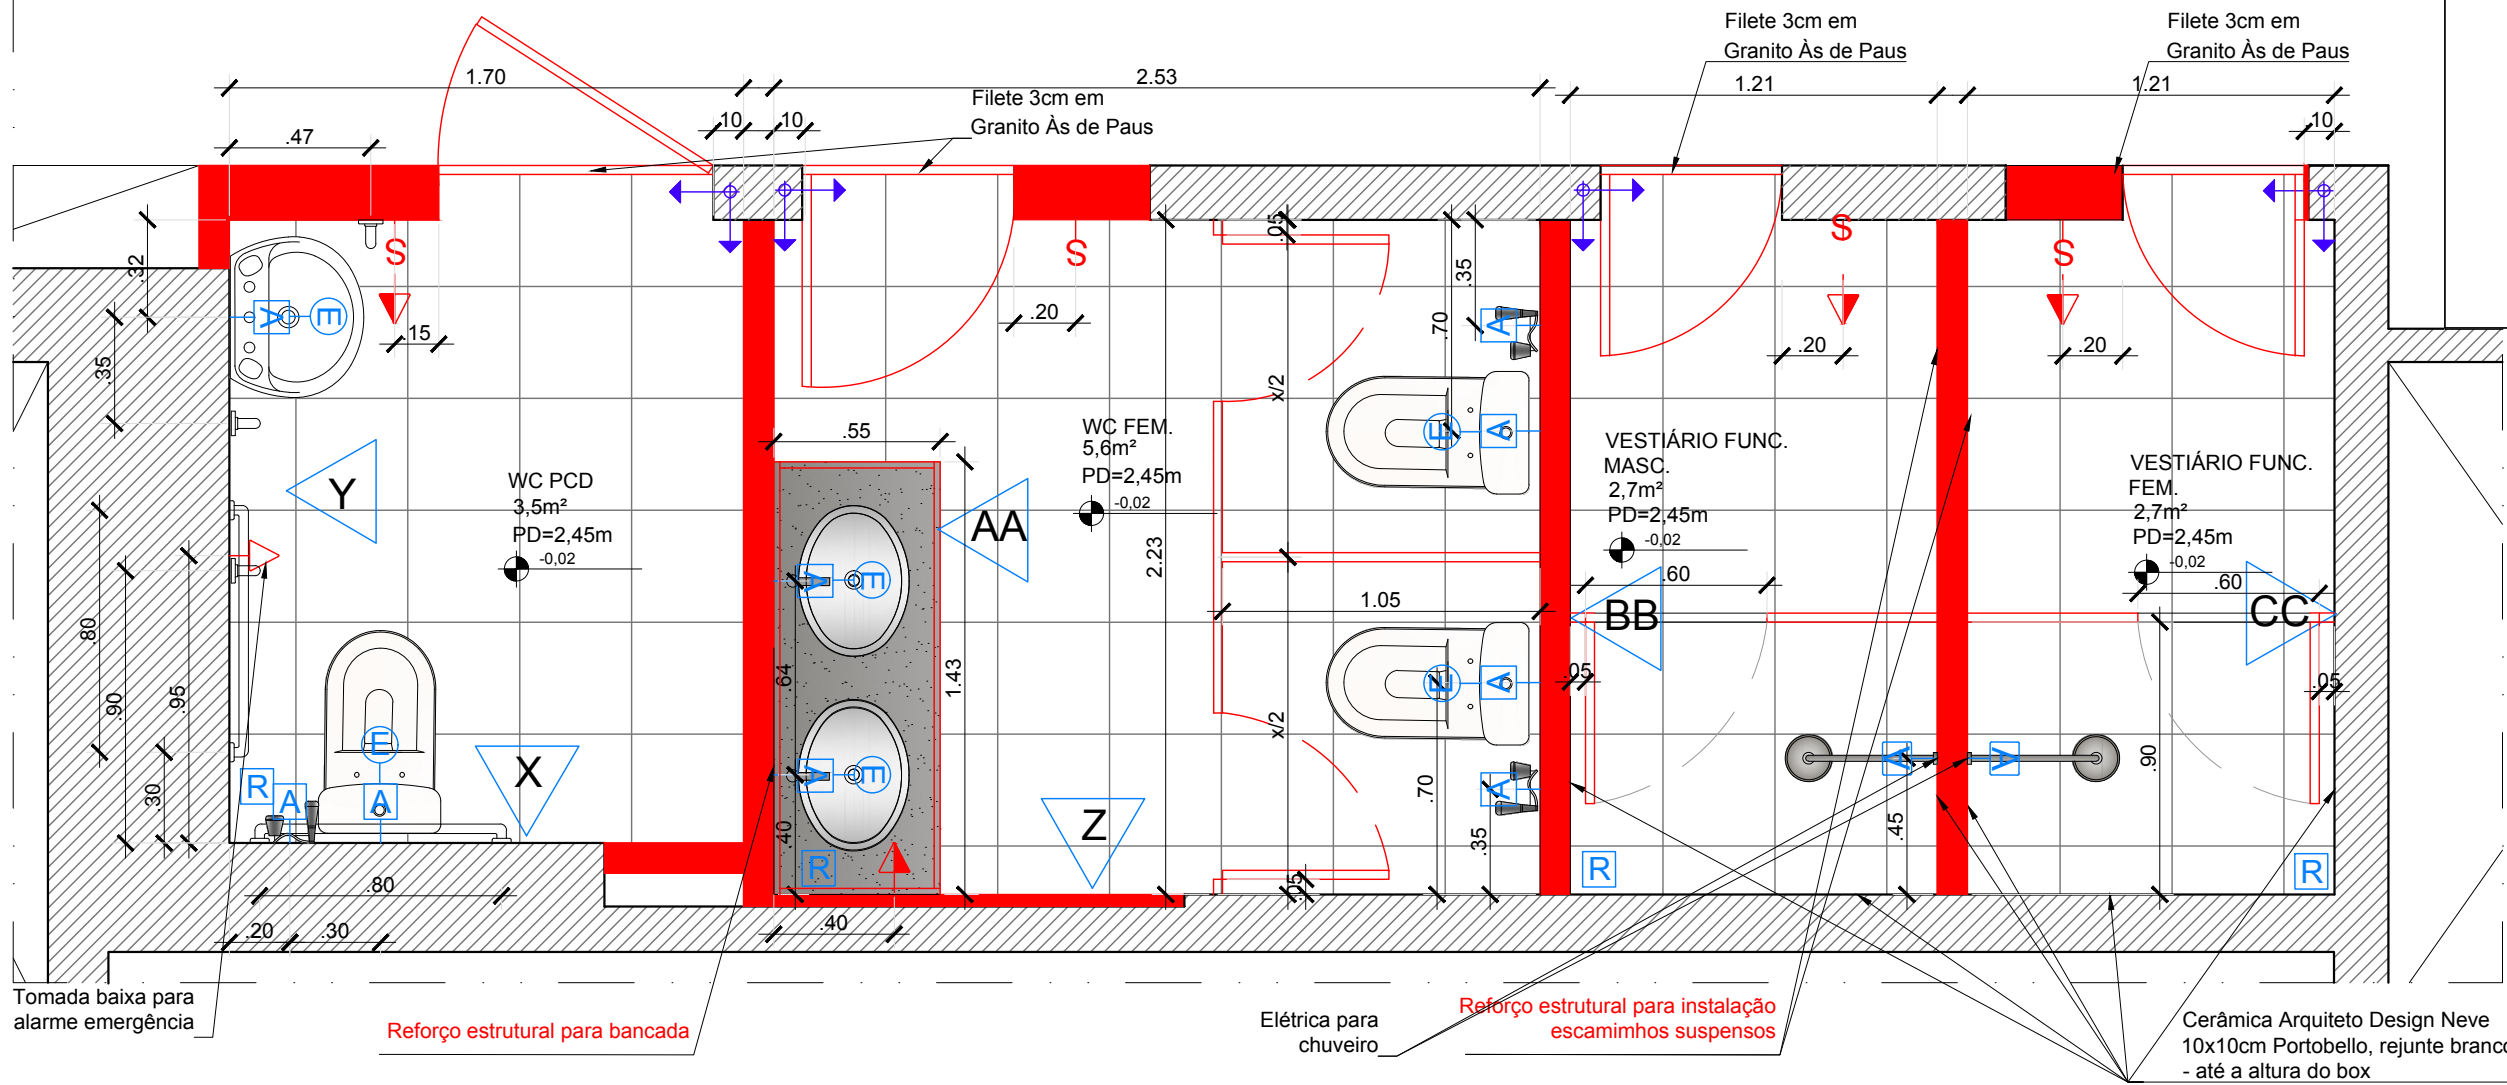 Filete 3cm em
Granito Às de Paus
Filete 3cm em
Granito Às de Paus
1.70
2.53
1.21
1.21
Filete 3cm em
Granito Às de Paus
.10
.10
.10
.47
S
S
S
S
.32
.05
.35
.70
A
E
.15
.20
.20
.20
A
.35
x/2
E
A
.55
WC FEM.
5,6m²
PD=2,45m
-0,02
VESTIÁRIO FUNC.
MASC.
2,7m²
PD=2,45m
-0,02
VESTIÁRIO FUNC.
FEM.
2,7m²
PD=2,45m
-0,02
WC PCD
3,5m²
PD=2,45m
-0,02
Y
AA
2.23
A
E
.60
.60
1.05
BB
CC
.80
.90
.95
.64
1.43
.05
.05
E
A
x/2
E
X
A
E
A
A
.90
.30
R
A
A
.40
Z
.70
A
.35
.45
R
R
R
.80
.05
.20
.30
.40
Tomada baixa para
alarme emergência
Reforço estrutural para bancada
Elétrica para
chuveiro
Reforço estrutural para instalação
escamimhos suspensos
Cerâmica Arquiteto Design Neve
10x10cm Portobello, rejunte branco
- até a altura do box